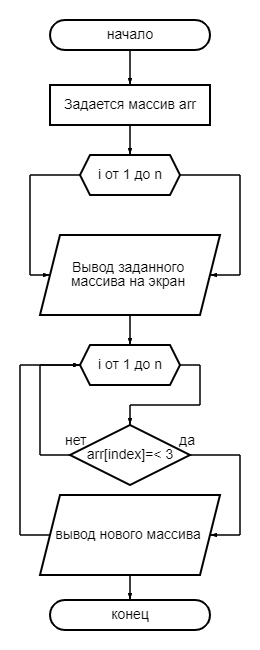 начало
Задается массив arr
i от 1 до n
Вывод заданного
массива на экран
i от 1 до n
нет
да
arr[index]=< 3
вывод нового массива
конец